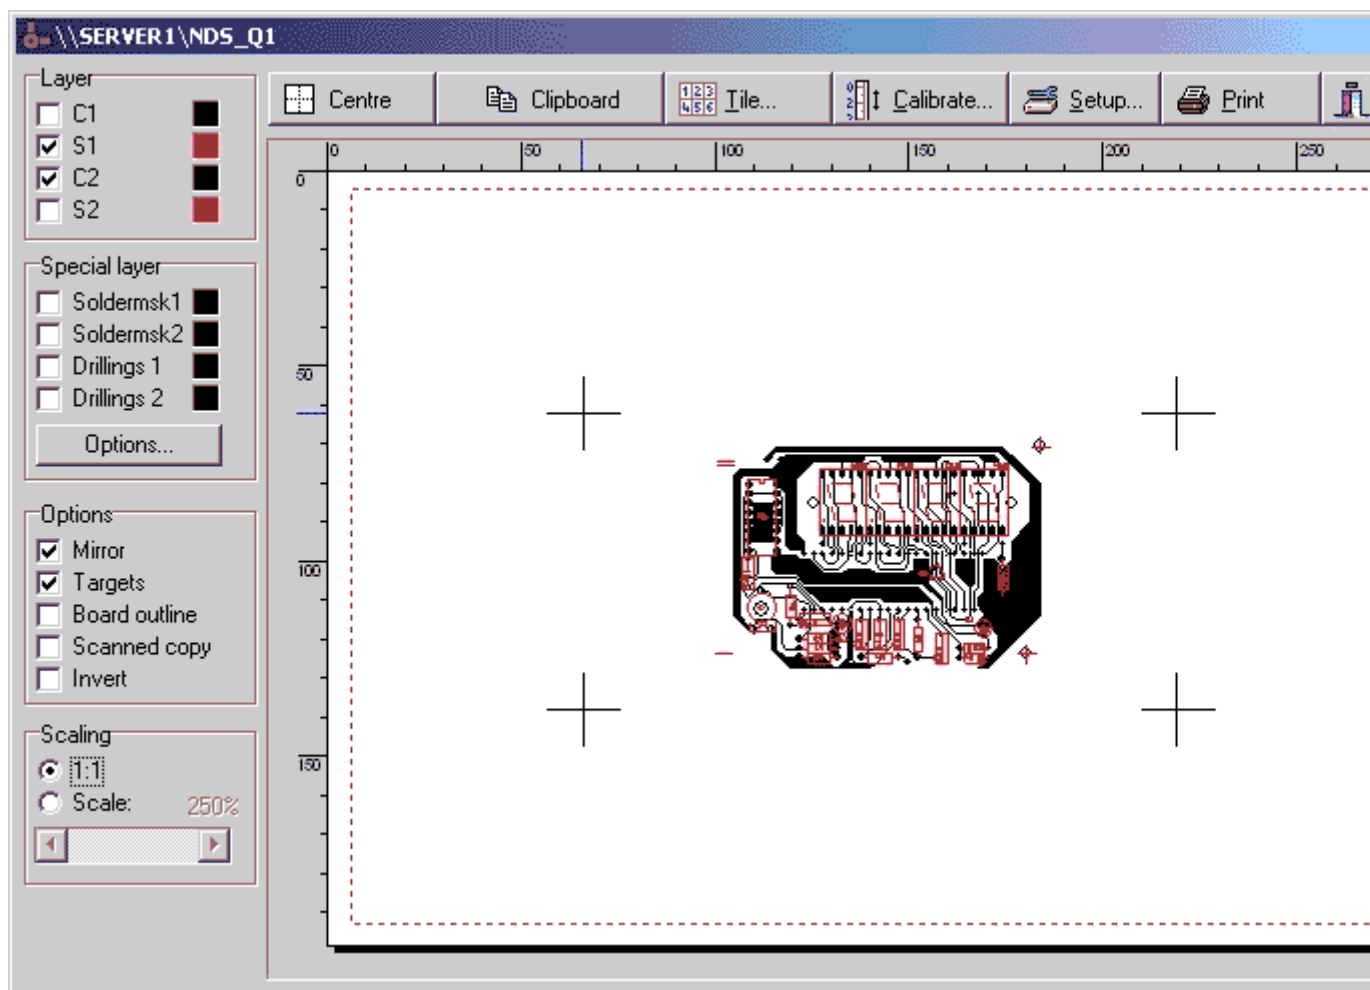 \\SERVER1\NDS_Q1
Layer
C1
S1
C2
S2
Special layer
Soldermsk1
Soldermsk2
Drillings 1
Drillings 2
Options...
Options
Mirror
Targets
Board outline
Scanned copy
Invert
Scaling
1:1
Scale: 250%
Centre Clipboard Tile... Calibrate... Setup... Print
0 50 100 150 200 250
0
50
100
150